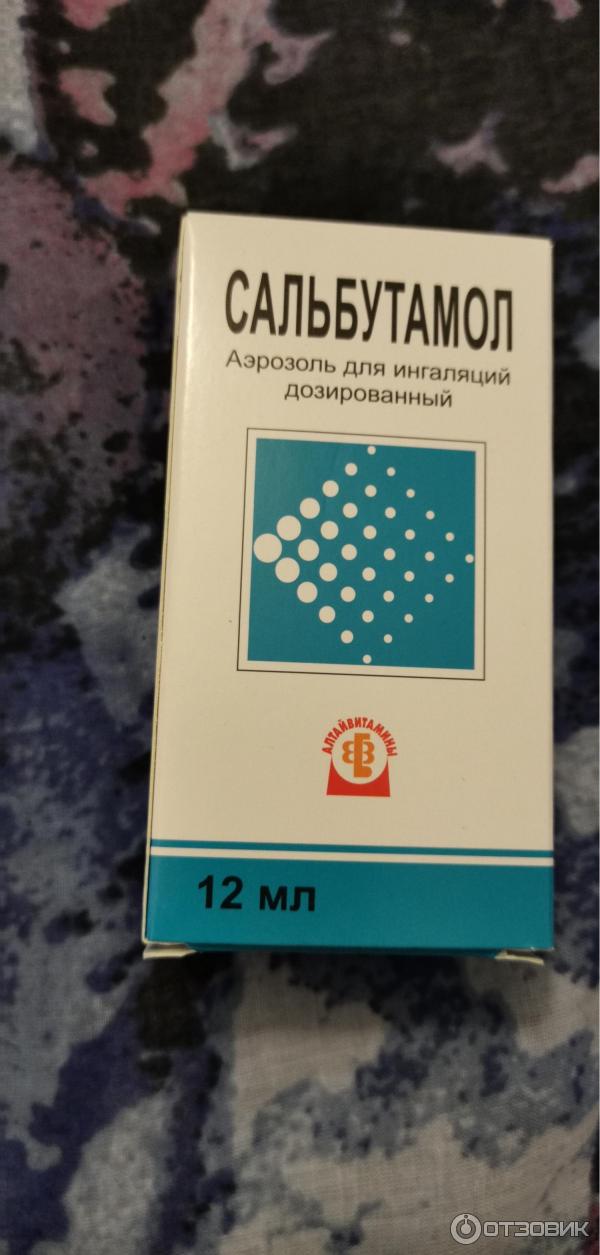 САЛЬБУТАМОЛ
Аэрозоль для ингаляций
дозированный
АЛТАЙВИТАМИНЫ
12 мл
ОТЗОВИК